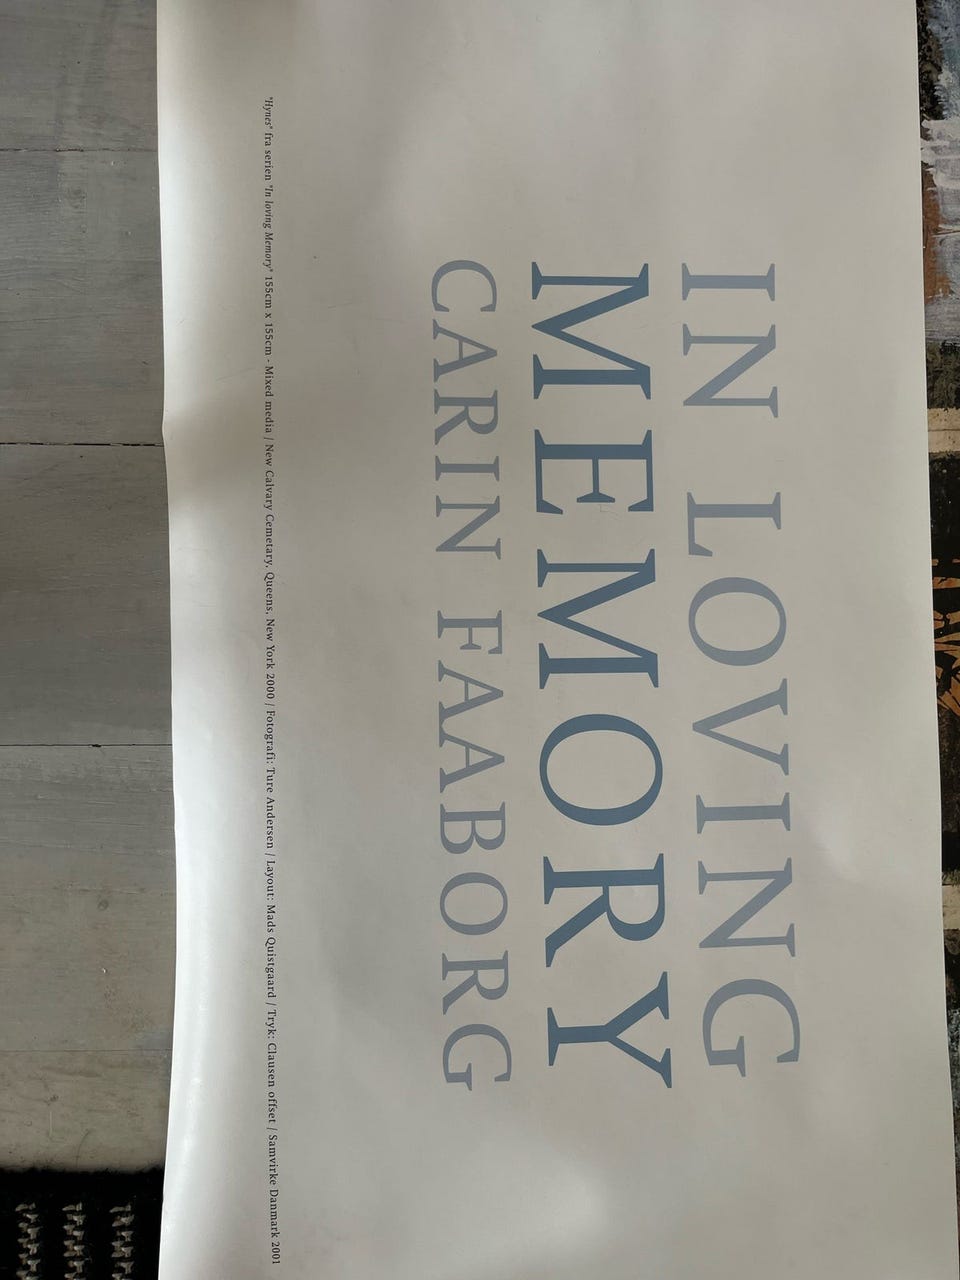 IN LOVING
MEMORY
CARIN FAABORG
"Hynes" fra serien "In loving Memory" 155cm x 155cm - Mixed media / New Calvary Cemetary, Queens, New York 2000 / Fotografi: Ture Andersen / Layout: Mads Quistgaard / Tryk: Clausen offset / Samvirke Danmark 2001